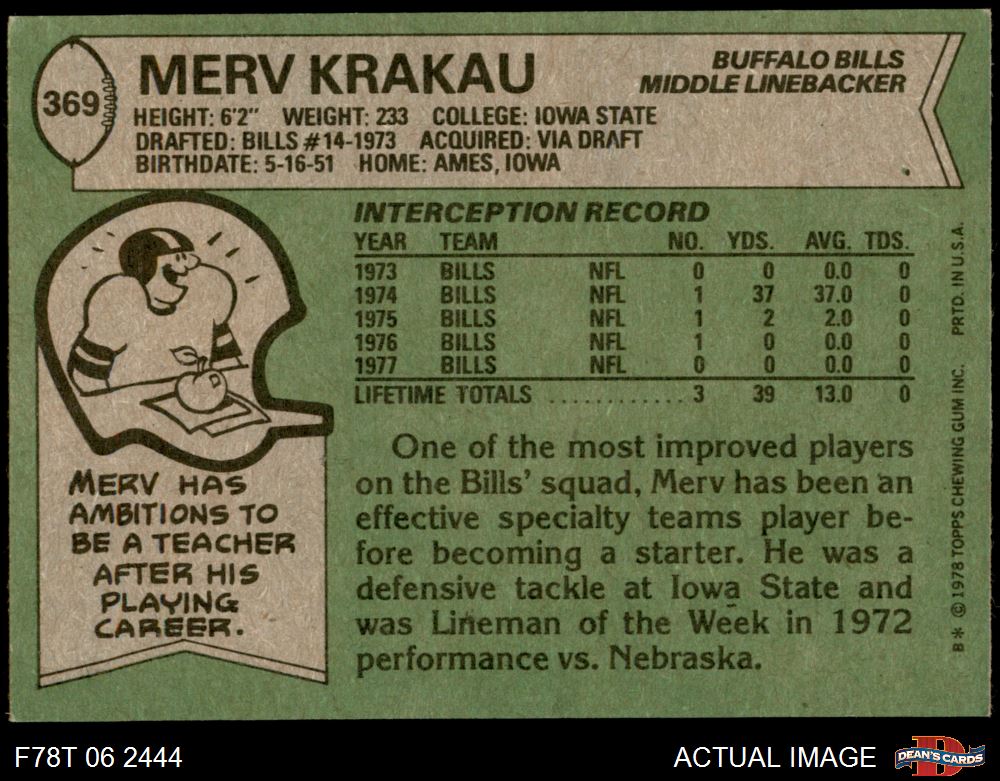 369
MERV KRAKAU
BUFFALO BILLS
MIDDLE LINEBACKER
HEIGHT: 6'2" WEIGHT: 233 COLLEGE: IOWA STATE
DRAFTED: BILLS #14-1973 ACQUIRED: VIA DRAFT
BIRTHDATE: 5-16-51 HOME: AMES, IOWA
INTERCEPTION RECORD
YEAR TEAM NO. YDS. AVG. TDS.
1973 BILLS NFL 0 0 0.0 0
1974 BILLS NFL 1 37 37.0 0
1975 BILLS NFL 1 2 2.0 0
1976 BILLS NFL 1 0 0.0 0
1977 BILLS NFL 0 0 0.0 0
LIFETIME TOTALS ............ 3 39 13.0 0
One of the most improved players
on the Bills' squad, Merv has been an
effective specialty teams player be-
fore becoming a starter. He was a
defensive tackle at Iowa State and
was Lineman of the Week in 1972
performance vs. Nebraska.
MERV HAS
AMBITIONS TO
BE A TEACHER
AFTER HIS
PLAYING
CAREER.
B* © 1978 TOPPS CHEWING GUM INC. PRTD. IN U.S.A.
F78T 06 2444
ACTUAL IMAGE
DEAN'S CARDS